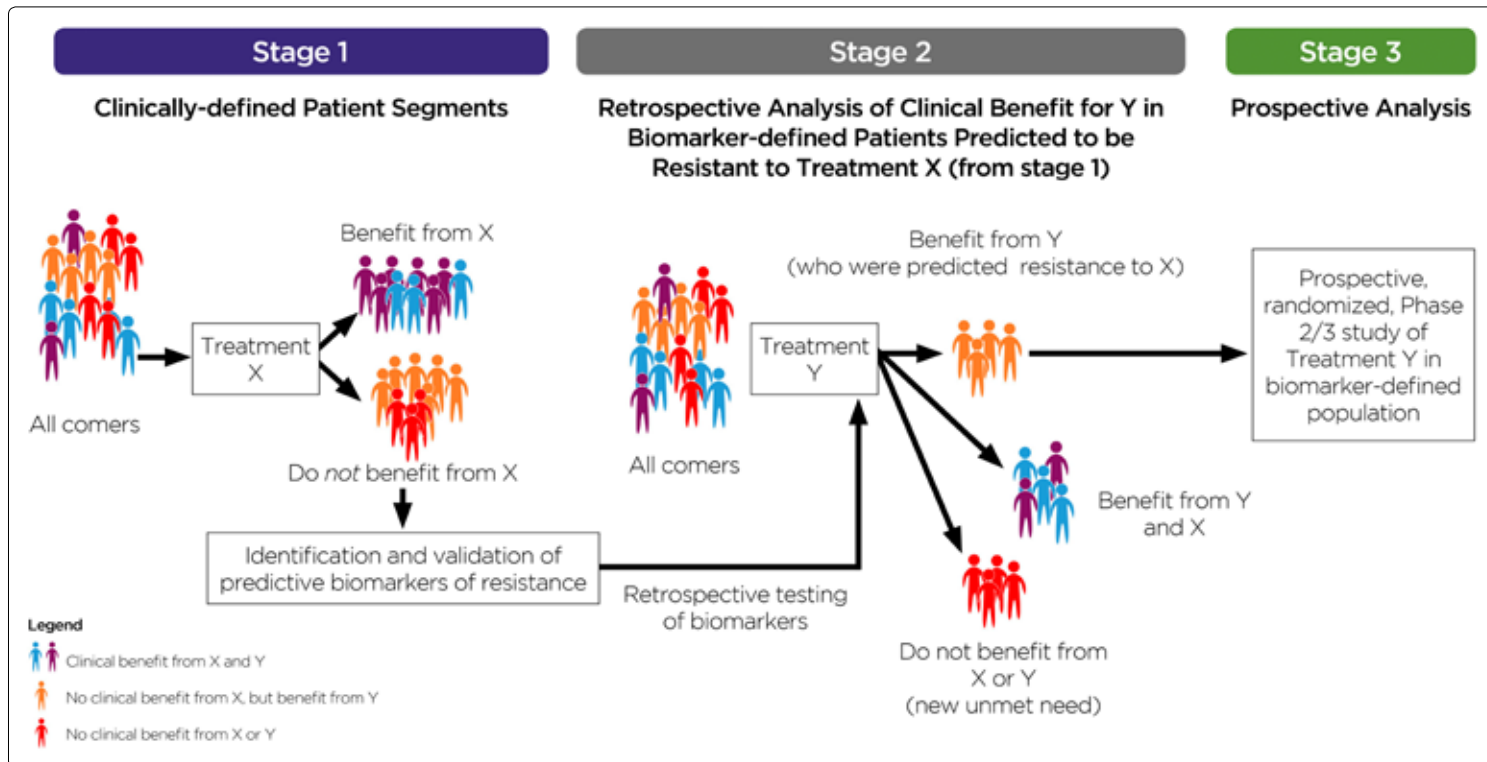 Stage 1
Clinically-defined Patient Segments
All comers
Treatment
X
Benefit from X
Do not benefit from X
Identification and validation of
predictive biomarkers of resistance
Stage 2
Retrospective Analysis of Clinical Benefit for Y in
Biomarker-defined Patients Predicted to be
Resistant to Treatment X (from stage 1)
All comers
Retrospective testing
of biomarkers
Treatment
Y
Benefit from Y
(who were predicted resistance to X)
Benefit from Y
and X
Do not benefit from
X or Y
(new unmet need)
Stage 3
Prospective Analysis
Prospective,
randomized, Phase
2/3 study of
Treatment Y in
biomarker-defined
population
Legend
Clinical benefit from X and Y
No clinical benefit from X, but benefit from Y
No clinical benefit from X or Y